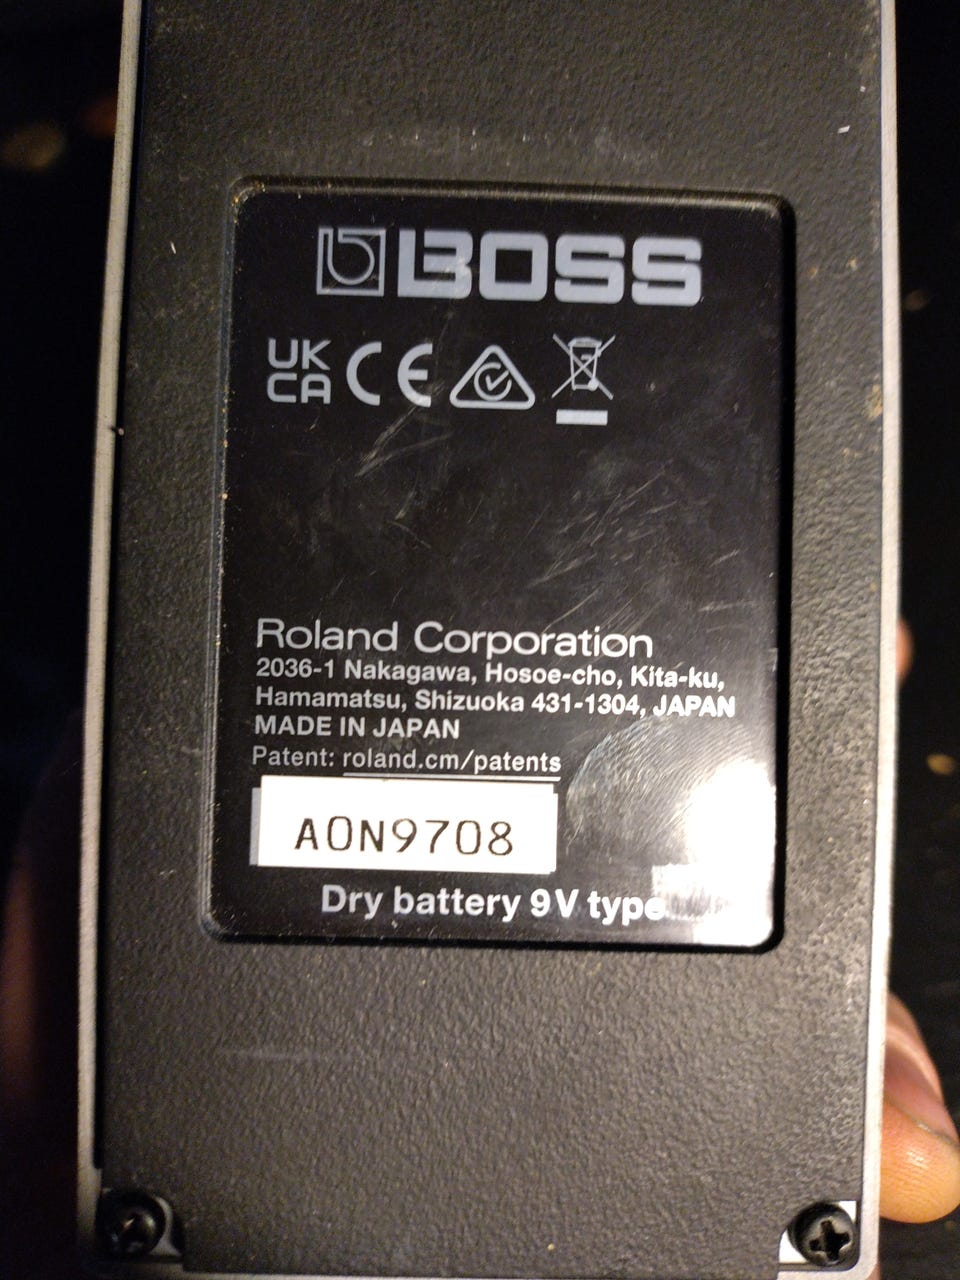 BOSS
UK
CA CE
Roland Corporation
2036-1 Nakagawa, Hosoe-cho, Kita-ku,
Hamamatsu, Shizuoka 431-1304, JAPAN
MADE IN JAPAN
Patent: roland.cm/patents
A0N9708
Dry battery 9V type